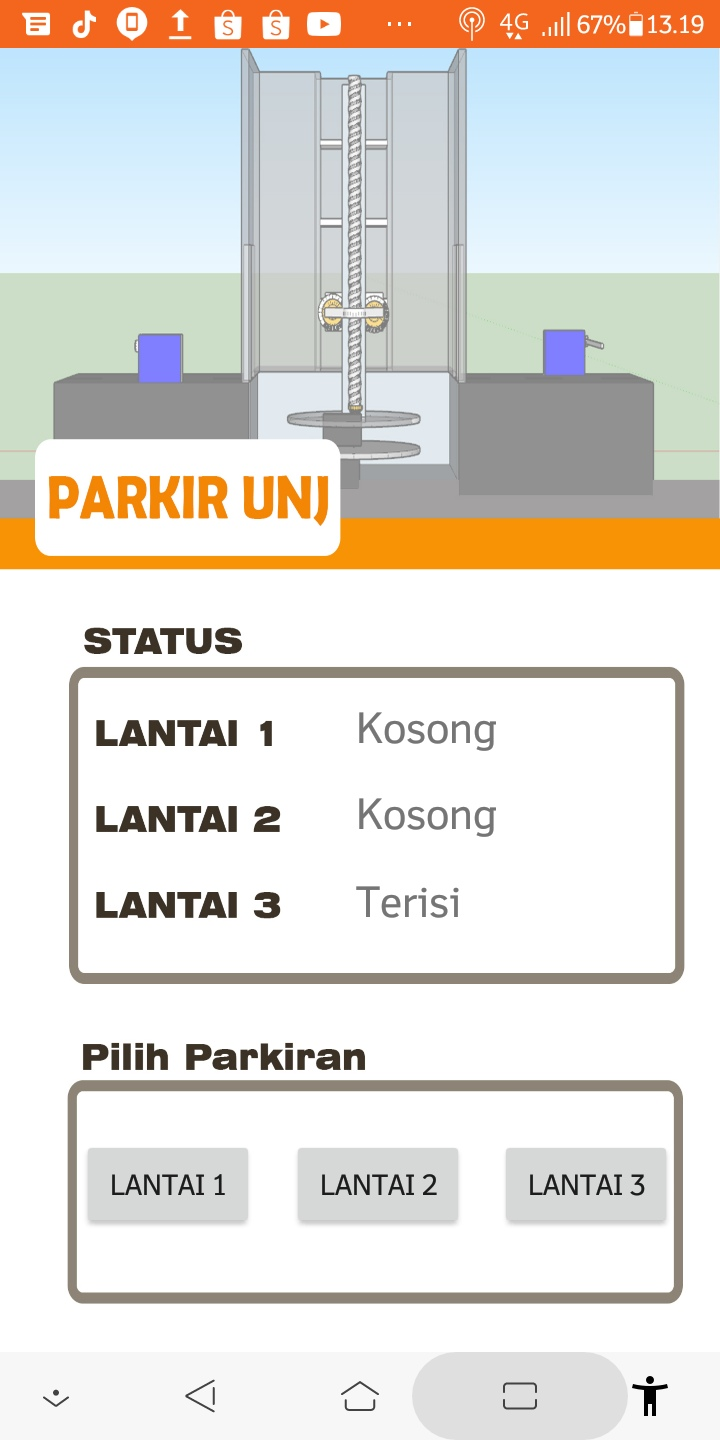 4G 67% 13.19
PARKIR UNJ
STATUS
LANTAI 1 Kosong
LANTAI 2 Kosong
LANTAI 3 Terisi
Pilih Parkiran
LANTAI 1 LANTAI 2 LANTAI 3